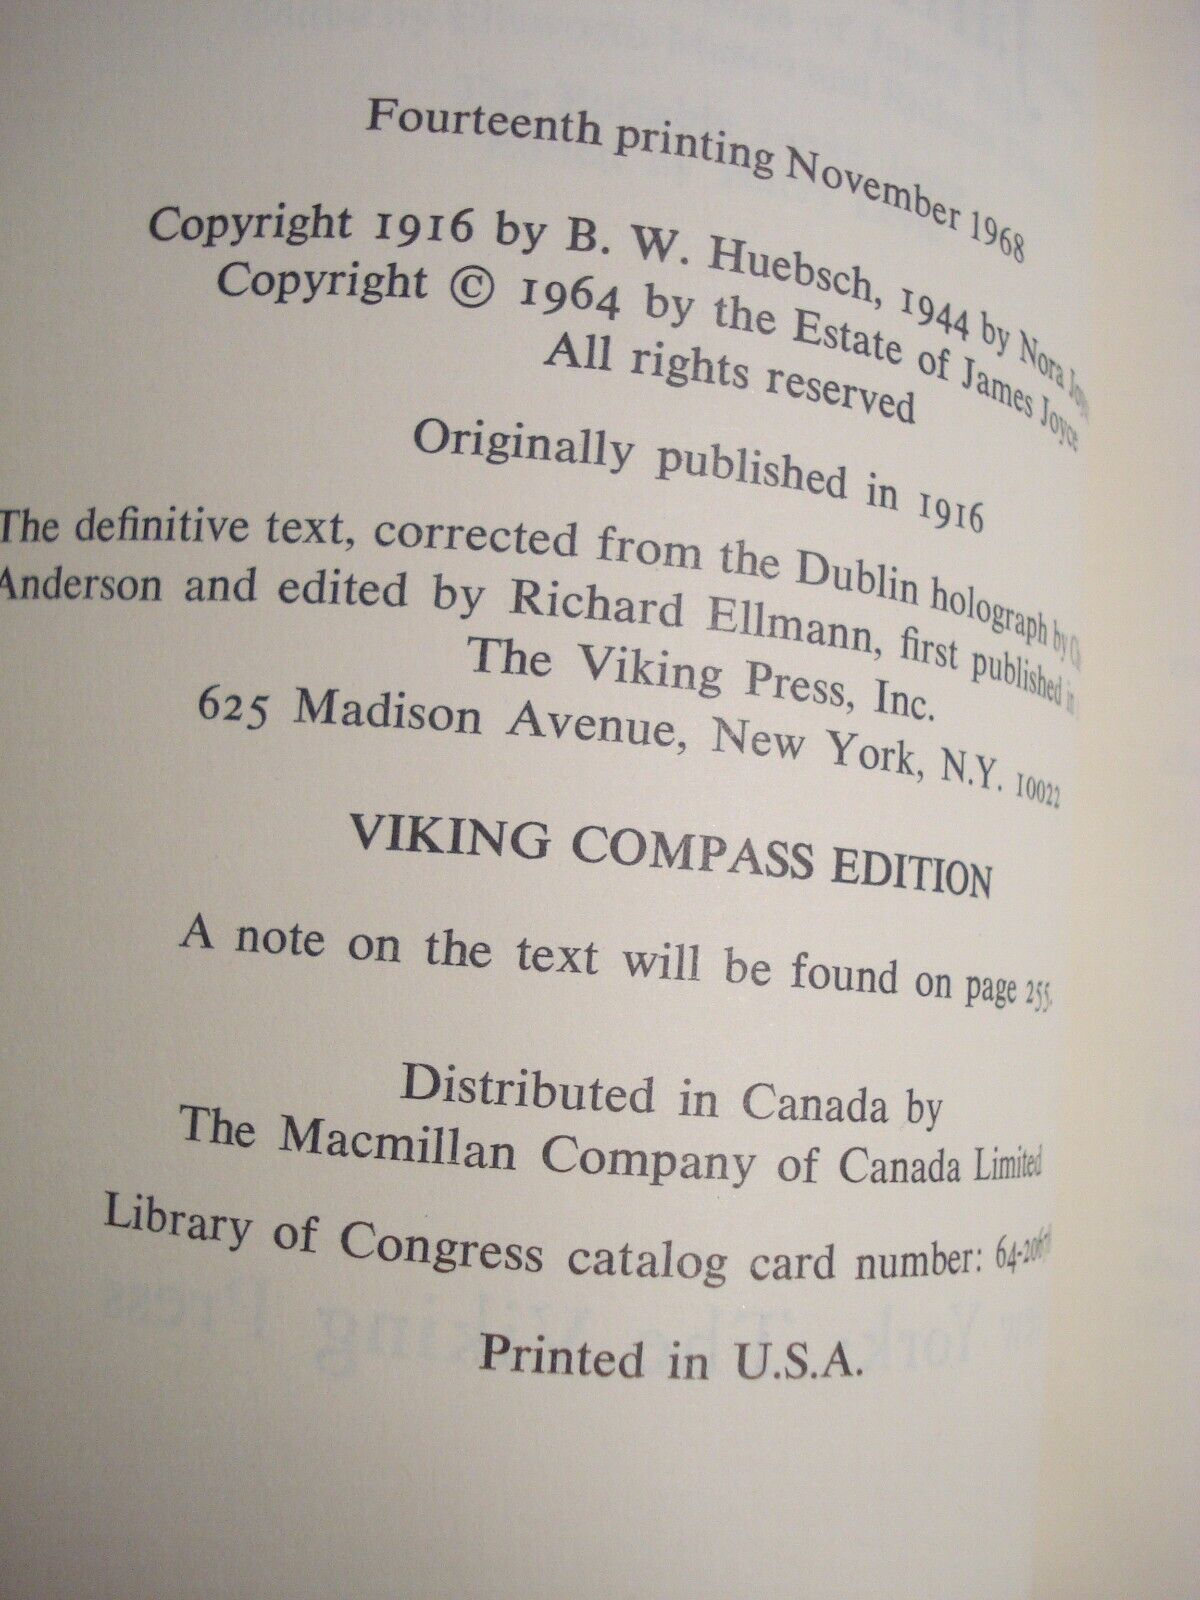 Fourteenth printing November 1968
Copyright 1916 by B. W. Huebsch, 1944 by Nora Joyce
Copyright © 1964 by the Estate of James Joyce
All rights reserved
Originally published in 1916
The definitive text, corrected from the Dublin holograph by
Anderson and edited by Richard Ellmann, first published in
The Viking Press, Inc.
625 Madison Avenue, New York, N.Y. 10022
VIKING COMPASS EDITION
A note on the text will be found on page 255.
Distributed in Canada by
The Macmillan Company of Canada Limited
Library of Congress catalog card number:
Printed in U.S.A.